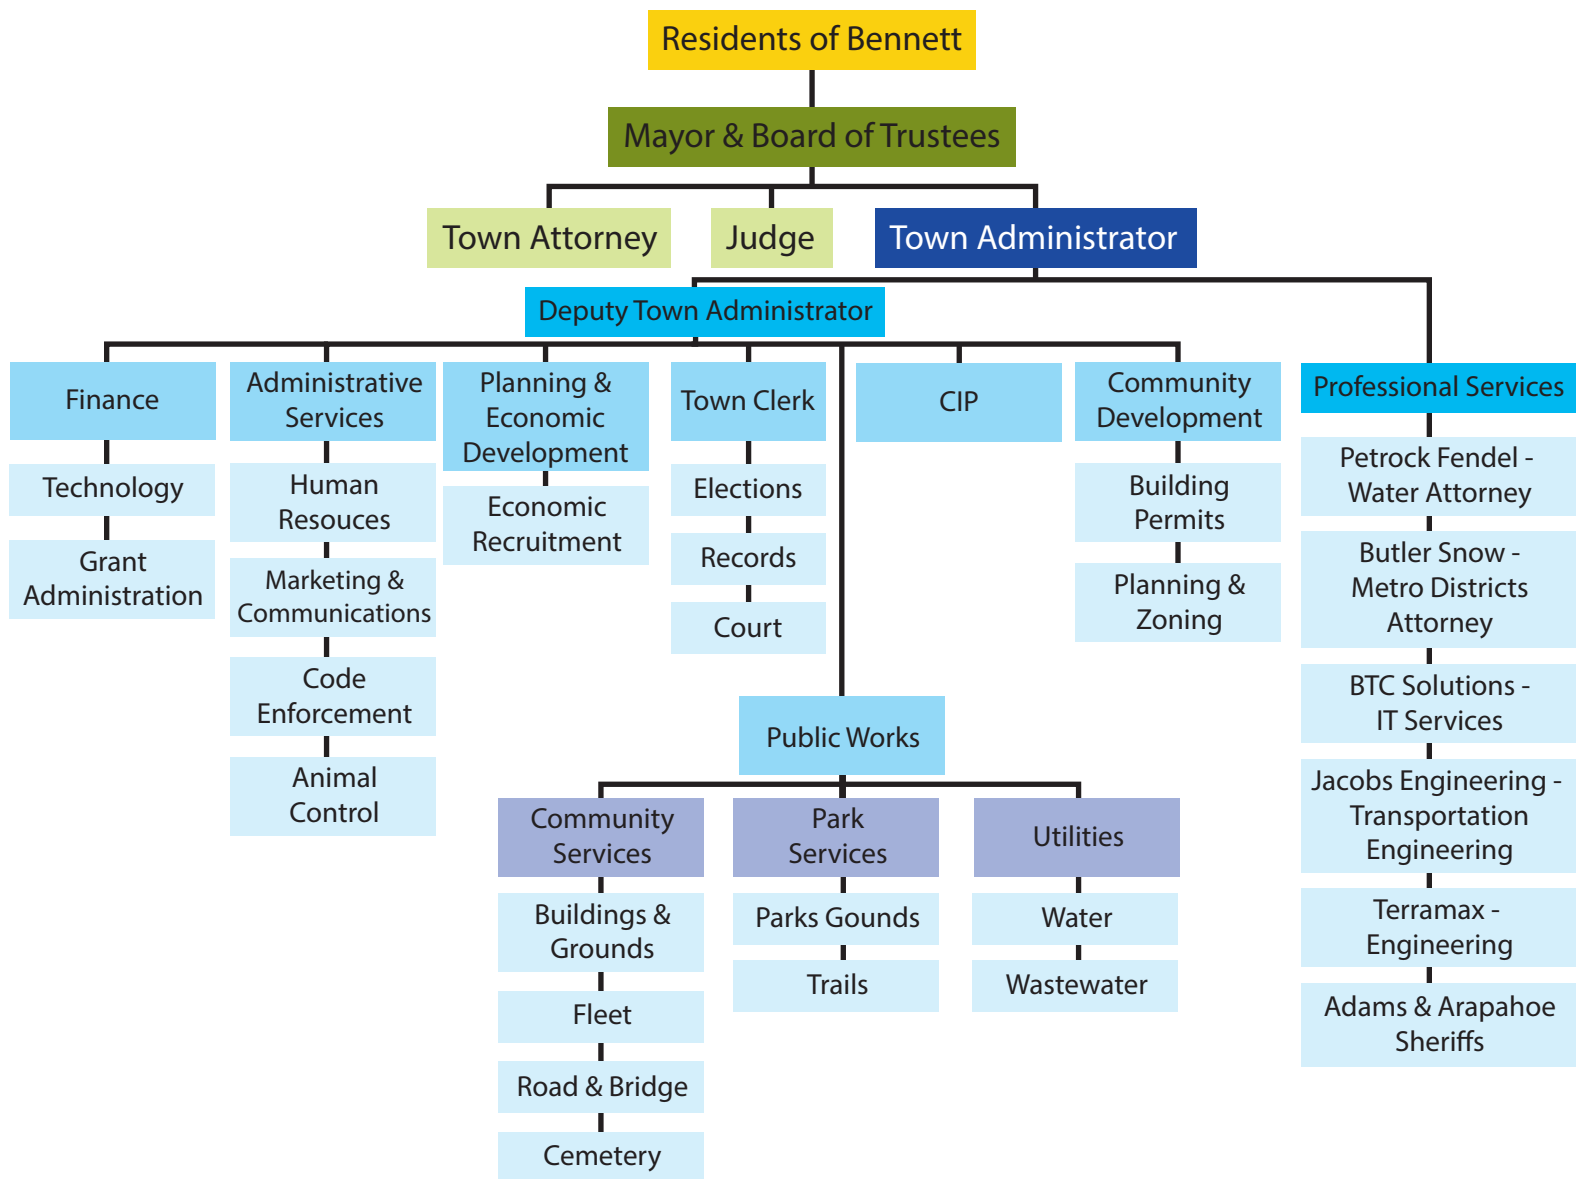 Residents of Bennett
Mayor & Board of Trustees
Town Attorney
Judge
Town Administrator
Deputy Town Administrator
Finance
Technology
Grant
Administration
Administrative
Services
Human
Resouces
Marketing &
Communications
Code
Enforcement
Animal
Control
Planning &
Economic
Development
Economic
Recruitment
Town Clerk
Elections
Records
Court
Public Works
Community
Services
Buildings &
Grounds
Fleet
Road & Bridge
Cemetery
Park
Services
Parks Gounds
Trails
Utilities
Water
Wastewater
CIP
Community
Development
Building
Permits
Planning &
Zoning
Professional Services
Petrock Fendel -
Water Attorney
Butler Snow -
Metro Districts
Attorney
BTC Solutions -
IT Services
Jacobs Engineering -
Transportation
Engineering
Terramax -
Engineering
Adams & Arapahoe
Sheriffs